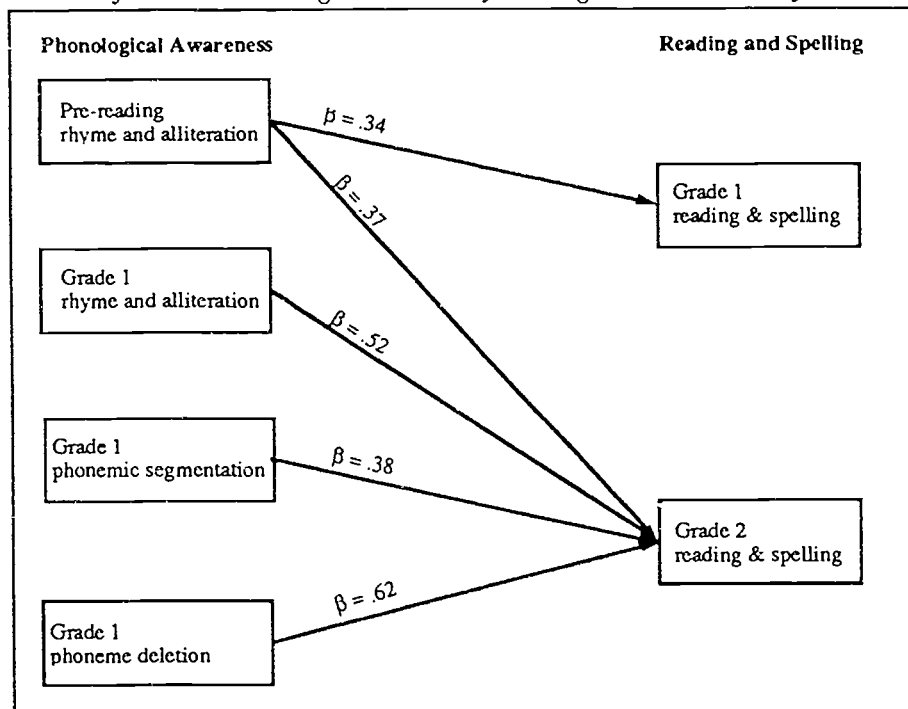 Phonological Awareness
Reading and Spelling
Pre-reading
rhyme and alliteration
β = .34
β = .37
Grade 1
reading & spelling
Grade 1
rhyme and alliteration
β = .52
Grade 1
phonemic segmentation
β = .38
Grade 2
reading & spelling
Grade 1
phoneme deletion
β = .62